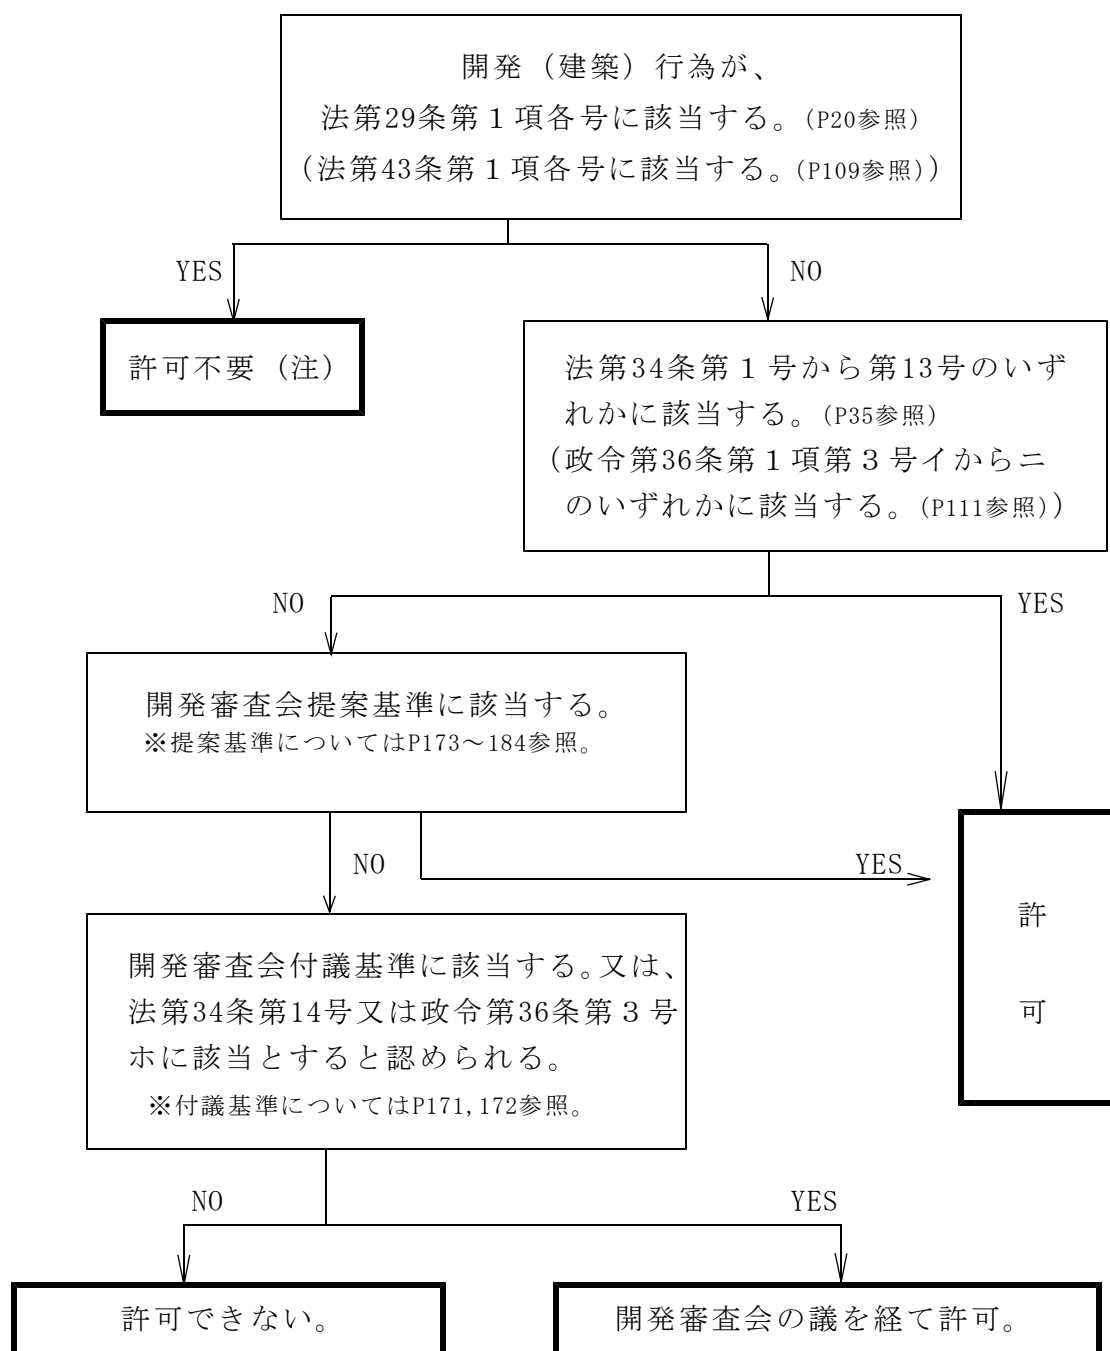 開発（建築）行為が、
法第29条第１項各号に該当する。(P20参照)
(法第43条第１項各号に該当する。(P109参照))
YES
NO
許可不要（注）
法第34条第１号から第13号のいず
れかに該当する。(P35参照)
(政令第36条第１項第３号イからニ
のいずれかに該当する。(P111参照))
NO
YES
開発審査会提案基準に該当する。
※提案基準についてはP173～184参照。
NO
YES
許
可
開発審査会付議基準に該当する。又は、
法第34条第14号又は政令第36条第３号
ホに該当とすると認められる。
※付議基準についてはP171,172参照。
NO
YES
許可できない。
開発審査会の議を経て許可。